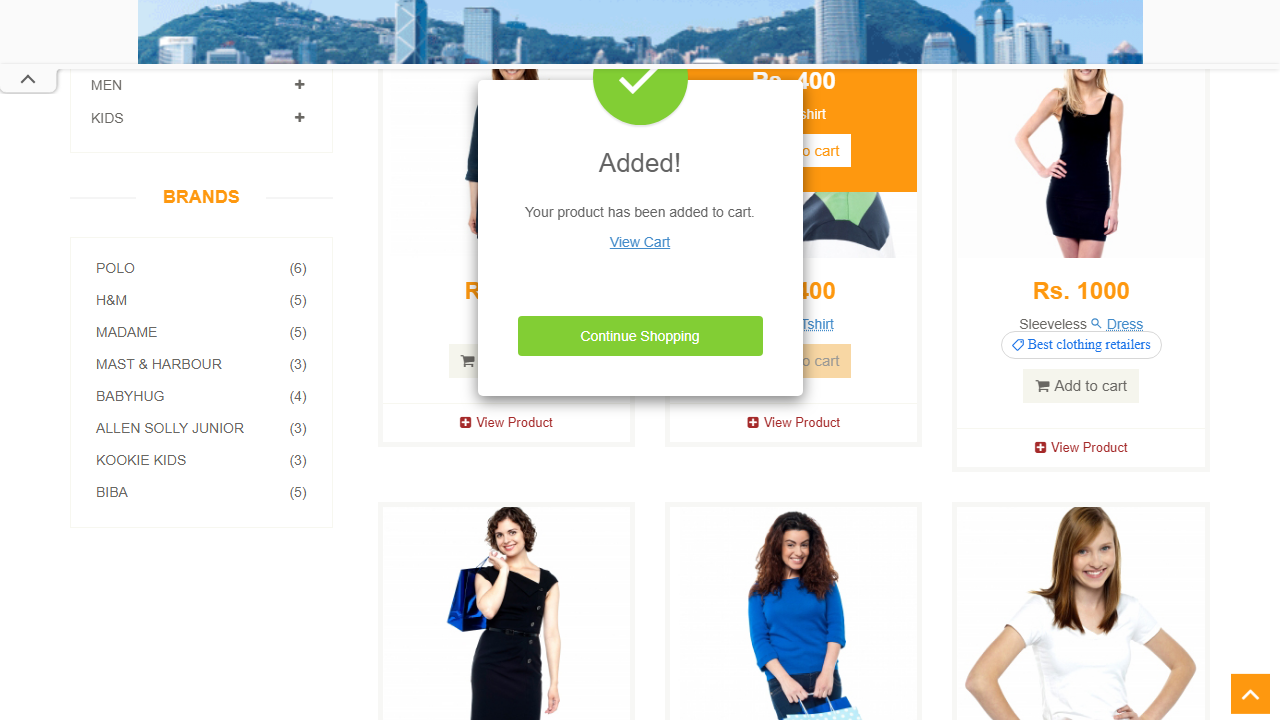 MEN
KIDS
BRANDS
POLO (6)
H&M (5)
MADAME (5)
MAST & HARBOUR (3)
BABYHUG (4)
ALLEN SOLLY JUNIOR (3)
KOOKIE KIDS (3)
BIBA (5)
Added!
Your product has been added to cart.
View Cart
Continue Shopping
View Product
400
cart
400
Tshirt
cart
View Product
Rs. 1000
Sleeveless Dress
Best clothing retailers
Add to cart
View Product